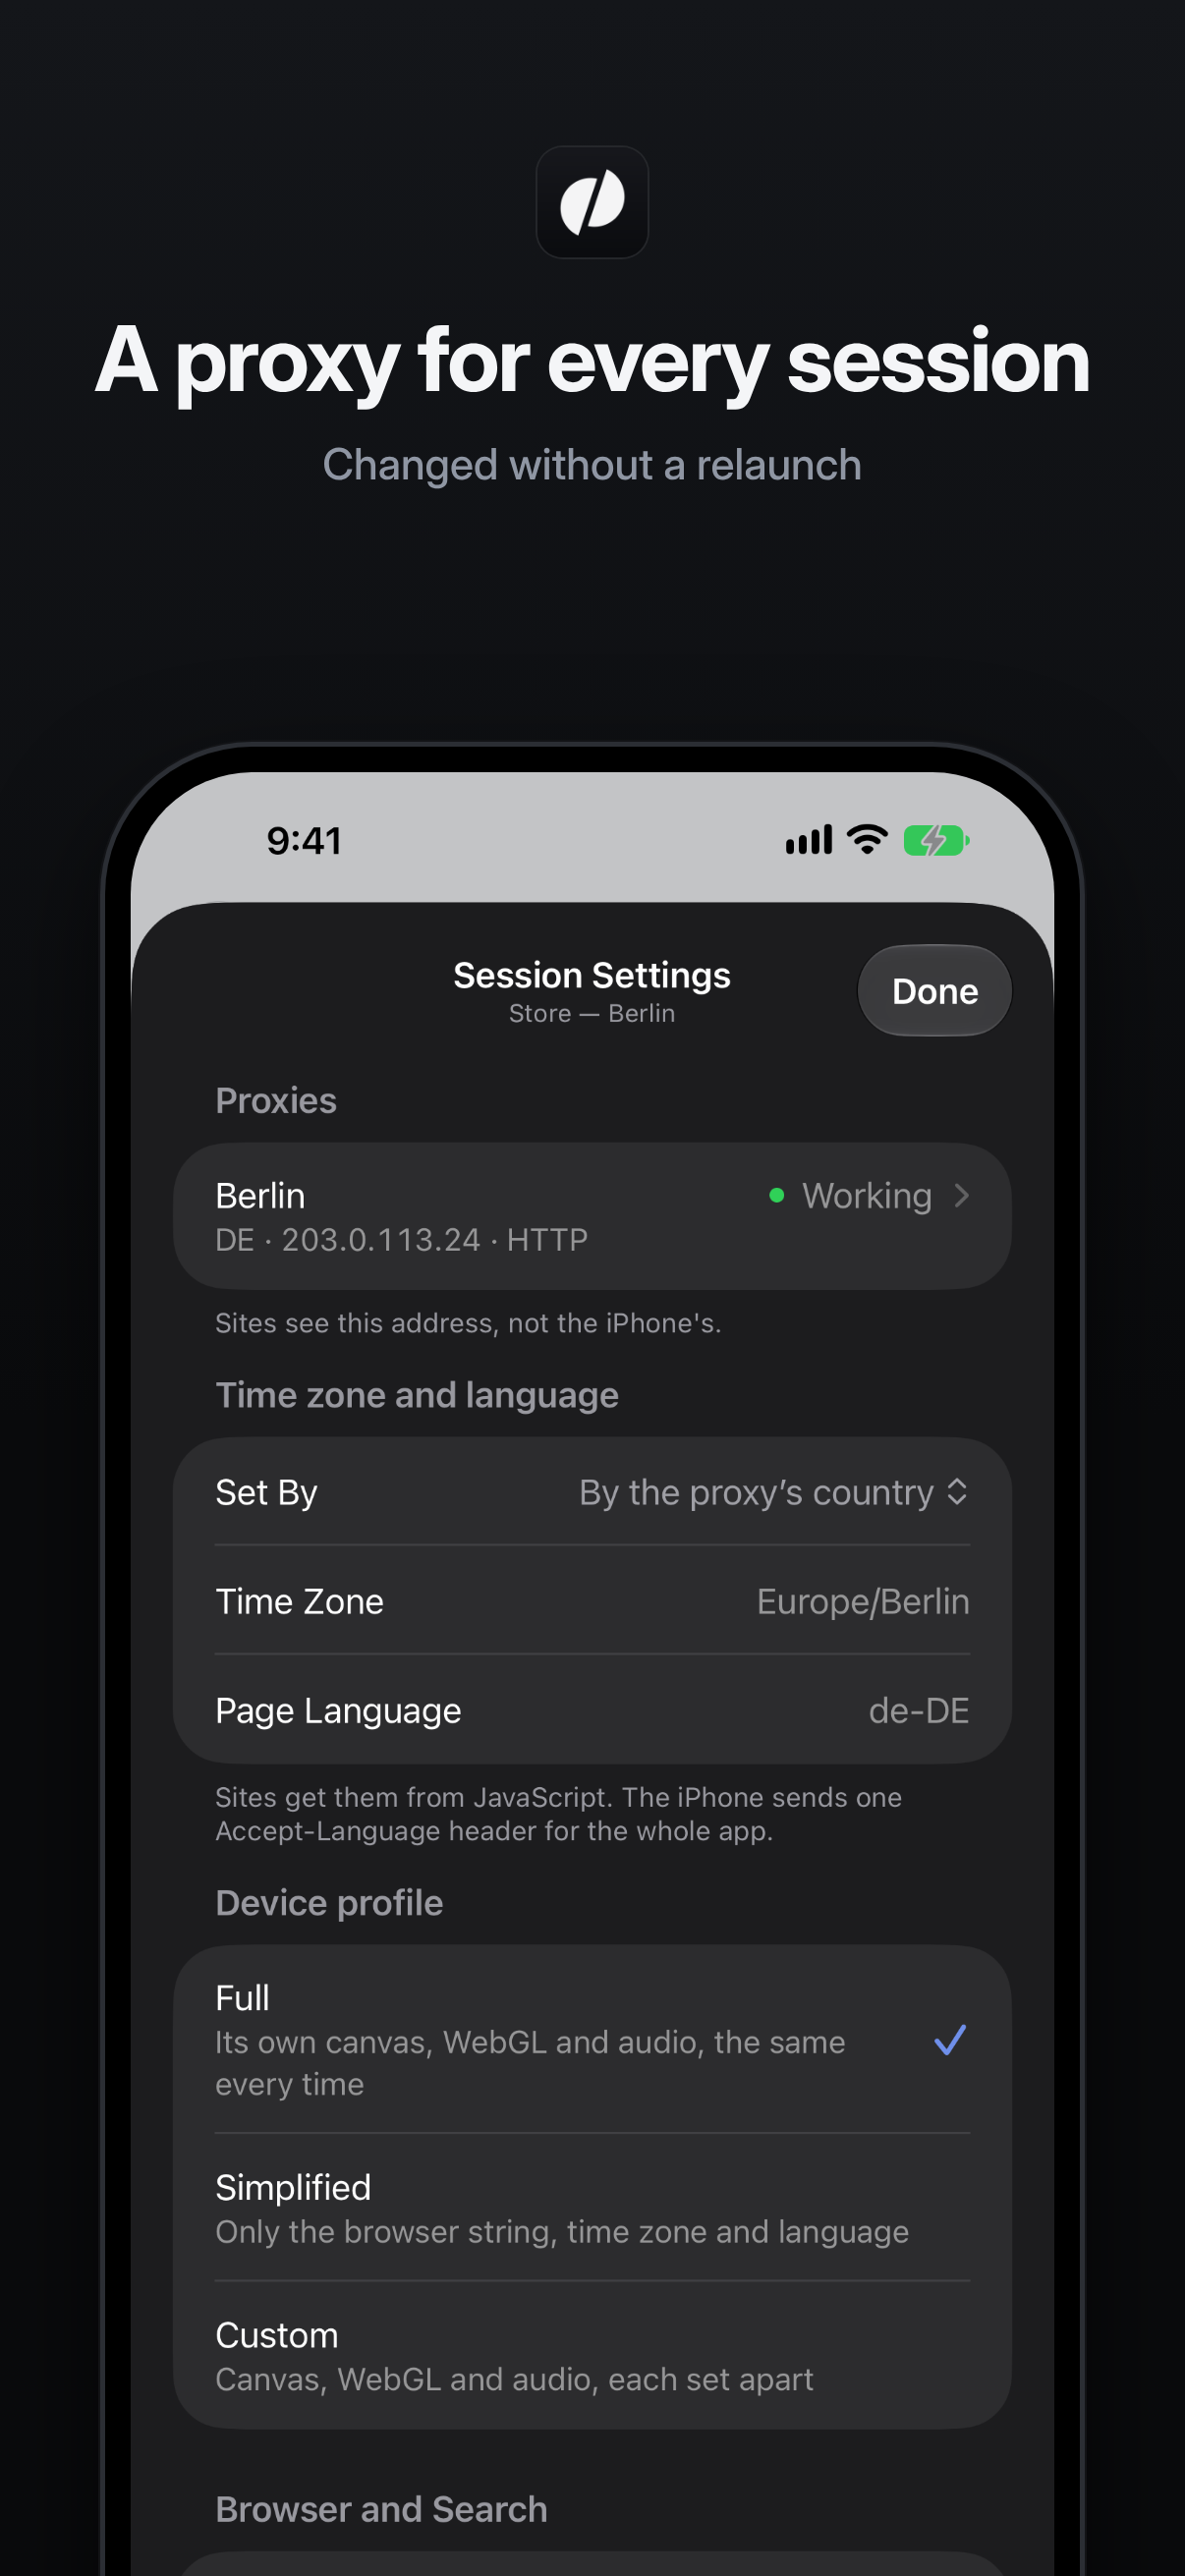 A proxy for every session
Changed without a relaunch
9:41
Session Settings
Store — Berlin
Done
Proxies
Berlin
Working
DE · 203.0.113.24 · HTTP
Sites see this address, not the iPhone's.
Time zone and language
Set By
By the proxy’s country
Time Zone
Europe/Berlin
Page Language
de-DE
Sites get them from JavaScript. The iPhone sends one
Accept-Language header for the whole app.
Device profile
Full
Its own canvas, WebGL and audio, the same
every time
Simplified
Only the browser string, time zone and language
Custom
Canvas, WebGL and audio, each set apart
Browser and Search